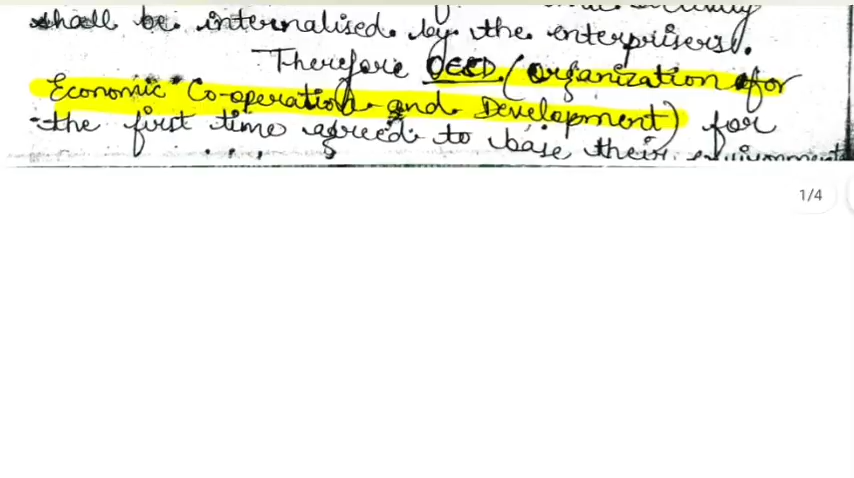 shall be internalised by the enterprisers.
Therefore OECD (Organization for
Economic Co-operation and Development) for
the first time agreed to base their
1/4